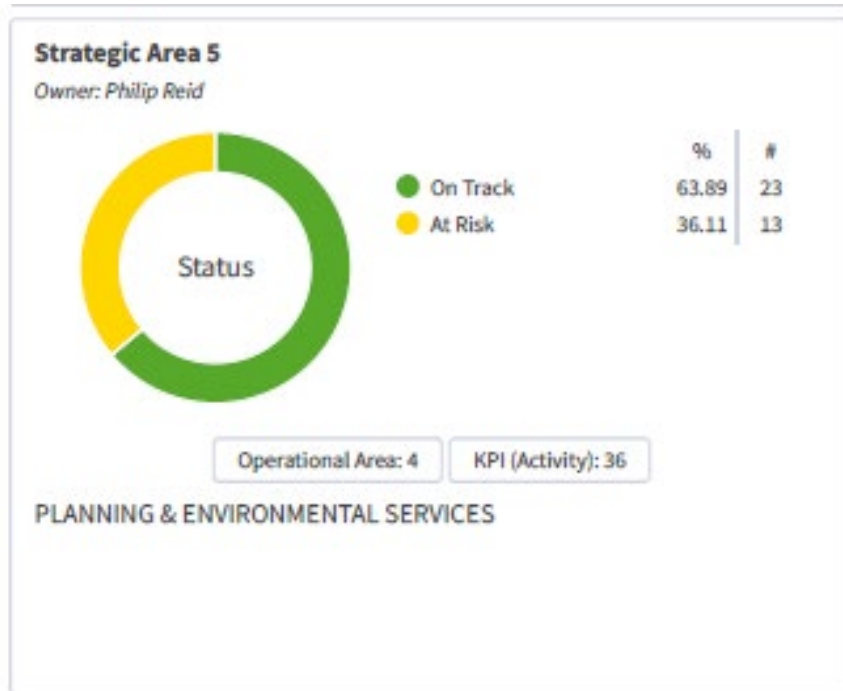 Strategic Area 5
Owner: Philip Reid
% #
On Track 63.89 23
At Risk 36.11 13
Status
Operational Area: 4 KPI (Activity): 36
PLANNING & ENVIRONMENTAL SERVICES